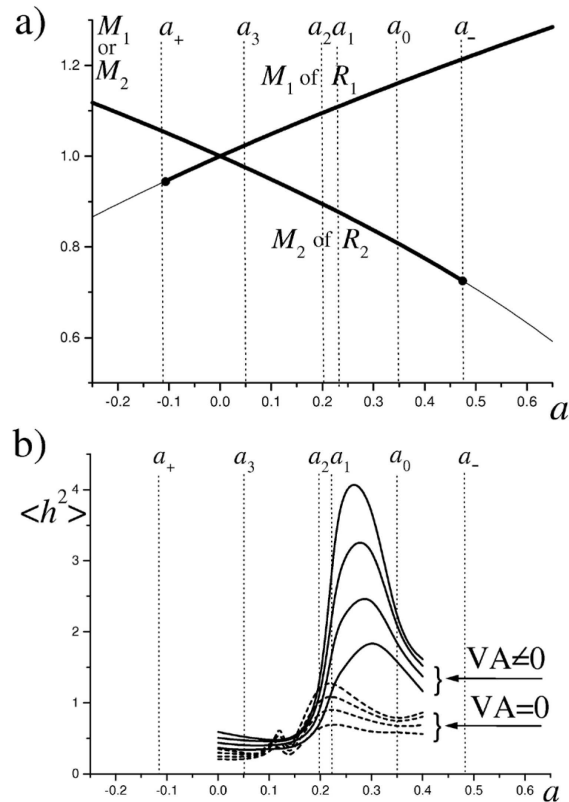 a)
M₁
or
M₂
a₊ a₃ a₂ a₁ a₀ a₋
M₁ of R₁
M₂ of R₂
1.2
1.0
0.8
0.6
-0.2 -0.1 0.0 0.1 0.2 0.3 0.4 0.5 0.6
a
b)
a₊ a₃ a₂ a₁ a₀ a₋
<h²>
4
3
2
1
0
VA≠0
VA=0
-0.2 -0.1 0.0 0.1 0.2 0.3 0.4 0.5 0.6
a